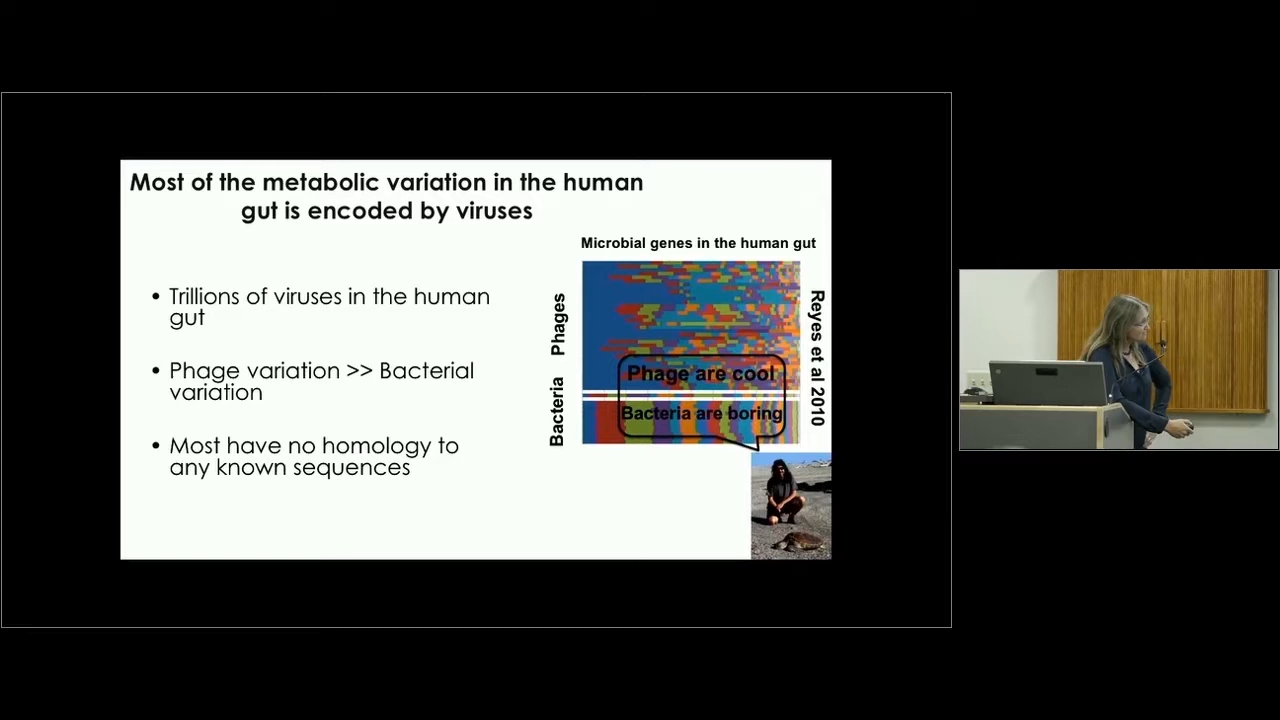 Most of the metabolic variation in the human
gut is encoded by viruses
• Trillions of viruses in the human
gut
• Phage variation >> Bacterial
variation
• Most have no homology to
any known sequences
Microbial genes in the human gut
Phages
Bacteria
Phage are cool
Bacteria are boring
Reyes et al 2010